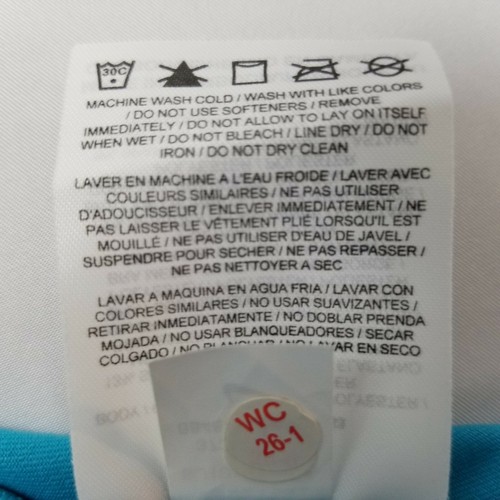 30C
MACHINE WASH COLD / WASH WITH LIKE COLORS
/ DO NOT USE SOFTENERS / REMOVE
IMMEDIATELY / DO NOT ALLOW TO LAY ON ITSELF
WHEN WET / DO NOT BLEACH / LINE DRY / DO NOT
IRON / DO NOT DRY CLEAN
LAVER EN MACHINE A L'EAU FROIDE / LAVER AVEC
COULEURS SIMILAIRES / NE PAS UTILISER
D'ADOUCISSEUR / ENLEVER IMMEDIATEMENT / NE
PAS LAISSER LE VÊTEMENT PLIÉ LORSQU'IL EST
MOUILLÉ / NE PAS UTILISER D'EAU DE JAVEL /
SUSPENDRE POUR SECHER / NE PAS REPASSER /
NE PAS NETTOYER A SEC
LAVAR A MAQUINA EN AGUA FRIA / LAVAR CON
COLORES SIMILARES / NO USAR SUAVIZANTES /
RETIRAR INMEDIATAMENTE / NO DOBLAR PRENDA
MOJADA / NO USAR BLANQUEADORES / SECAR
COLGADO / NO PLANCHAR / NO LAVAR EN SECO
WC
26-1